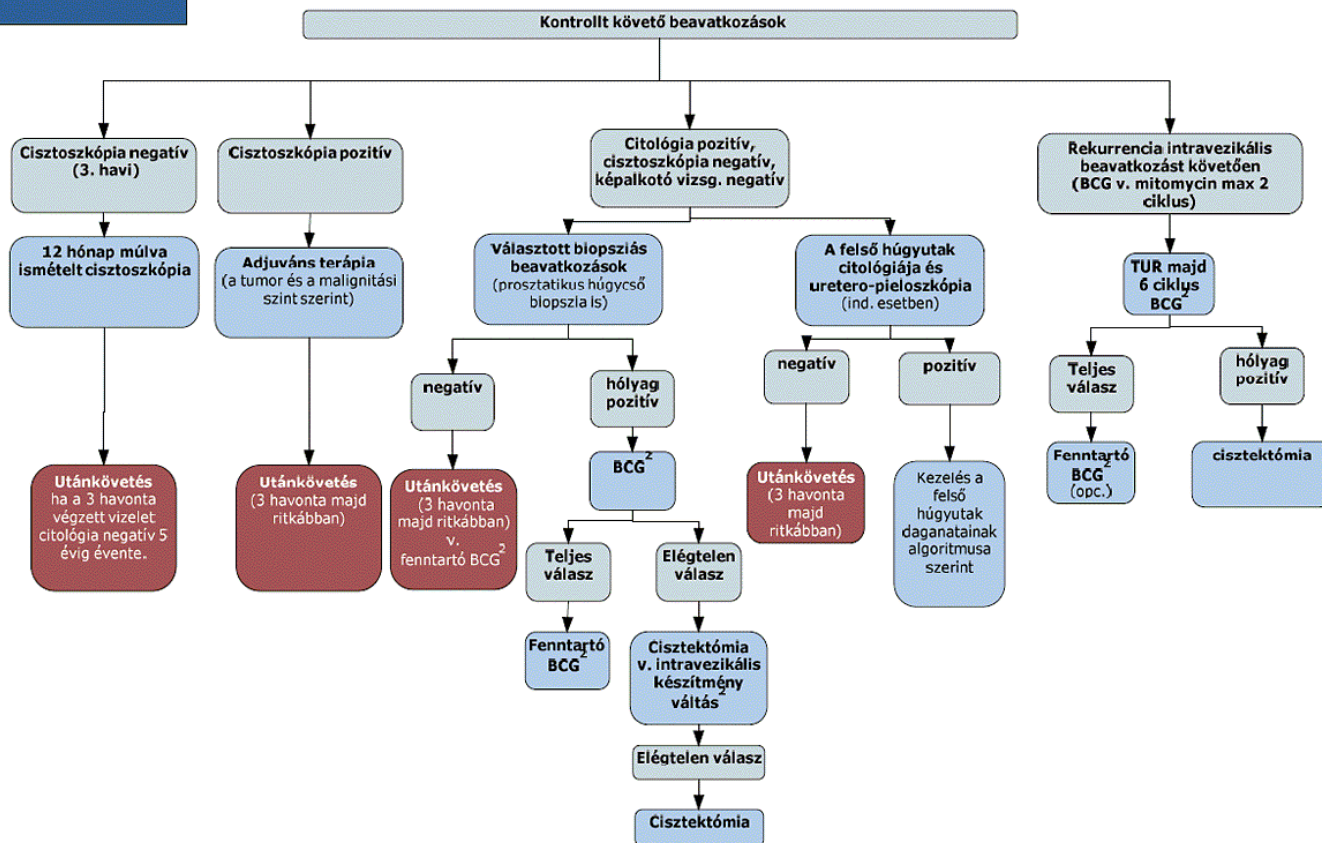 Kontrollt követő beavatkozások
Cisztoszkópia negatív
(3. havi)
12 hónap múlva
ismételt cisztoszkópia
Utánkövetés
ha a 3 havonta
végzett vizelet
citológia negatív 5
évig évente.
Cisztoszkópia pozitív
Adjuváns terápia
(a tumor és a malignitási
szint szerint)
Utánkövetés
(3 havonta majd
ritkábban)
Citológia pozitív,
cisztoszkópia negatív,
képalkotó vizsg. negatív
Választott biopsziás
beavatkozások
(prosztatikus húgycső
biopszia is)
negatív
Utánkövetés
(3 havonta
majd ritkábban)
v.
fenntartó BCG²
hólyag
pozitív
BCG²
Teljes
válasz
Fenntartó
BCG²
Elégtelen
válasz
Cisztektómia
v. intravezikális
készítmény
váltás²
Elégtelen válasz
Cisztektómia
A felső húgyutak
citológiája és
uretero-pieloszkópia
(ind. esetben)
negatív
Utánkövetés
(3 havonta
majd
ritkábban)
pozitív
Kezelés a
felső
húgyutak
daganatainak
algoritmusa
szerint
Rekurrencia intravezikális
beavatkozást követően
(BCG v. mitomycin max 2
ciklus)
TUR majd
6 ciklus
BCG²
Teljes
válasz
Fenntartó
BCG²
(opc.)
hólyag
pozitív
cisztektómia